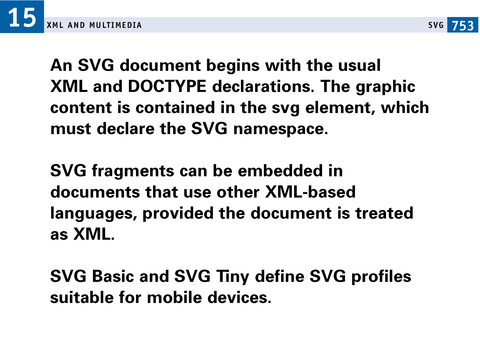 15
XML AND MULTIMEDIA
SVG 753
An SVG document begins with the usual
XML and DOCTYPE declarations. The graphic
content is contained in the svg element, which
must declare the SVG namespace.
SVG fragments can be embedded in
documents that use other XML-based
languages, provided the document is treated
as XML.
SVG Basic and SVG Tiny define SVG profiles
suitable for mobile devices.